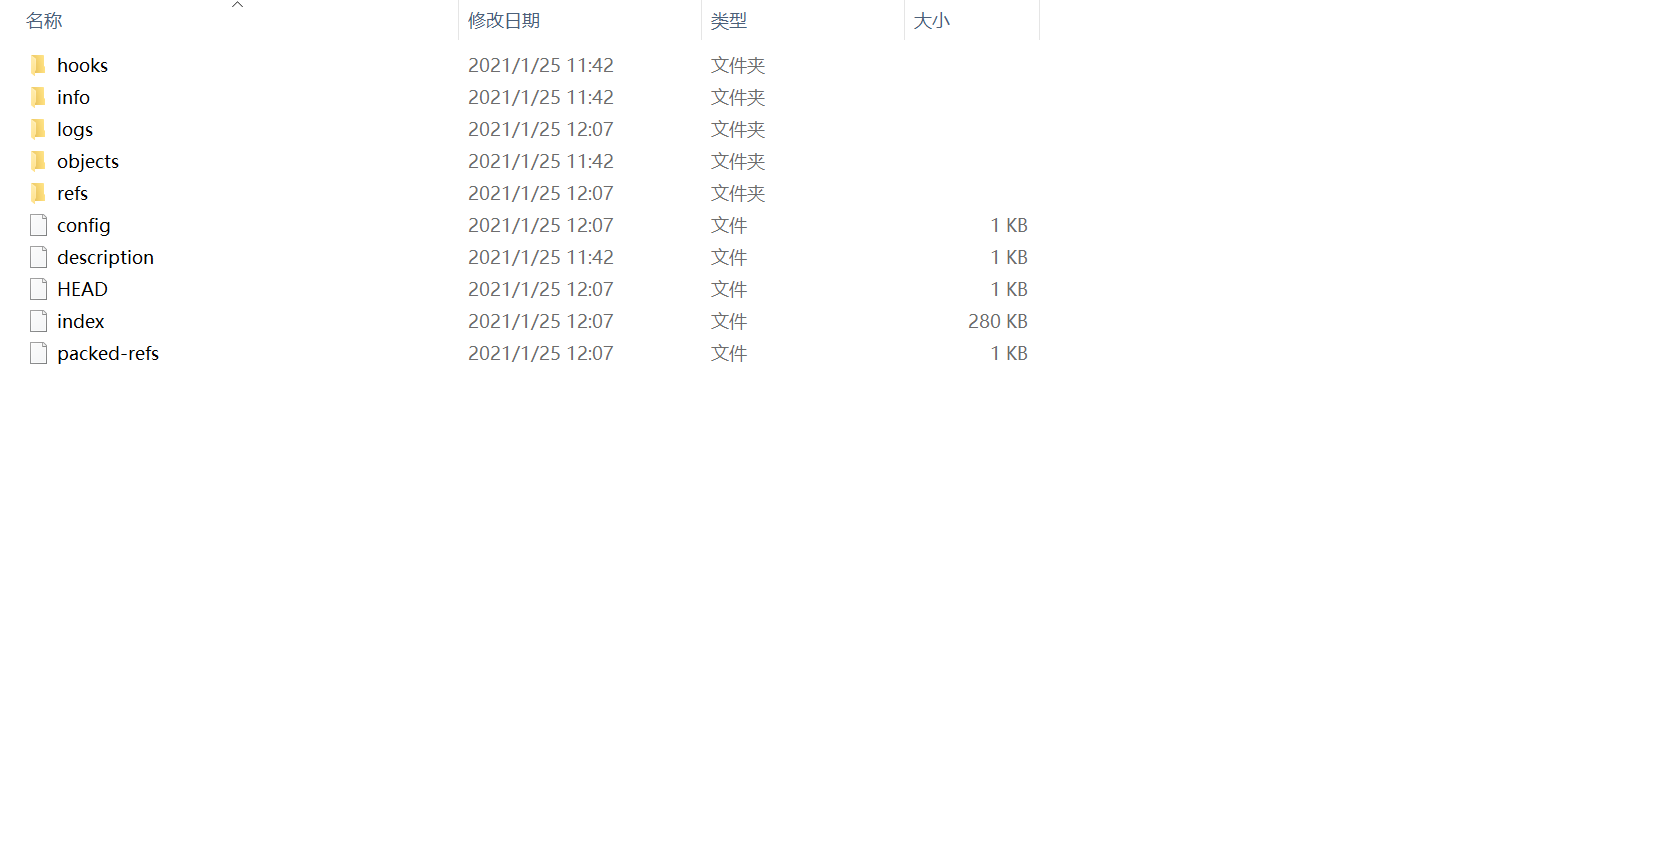 名称 修改日期 类型 大小
hooks 2021/1/25 11:42 文件夹
info 2021/1/25 11:42 文件夹
logs 2021/1/25 12:07 文件夹
objects 2021/1/25 11:42 文件夹
refs 2021/1/25 12:07 文件夹
config 2021/1/25 12:07 文件 1 KB
description 2021/1/25 11:42 文件 1 KB
HEAD 2021/1/25 12:07 文件 1 KB
index 2021/1/25 12:07 文件 280 KB
packed-refs 2021/1/25 12:07 文件 1 KB